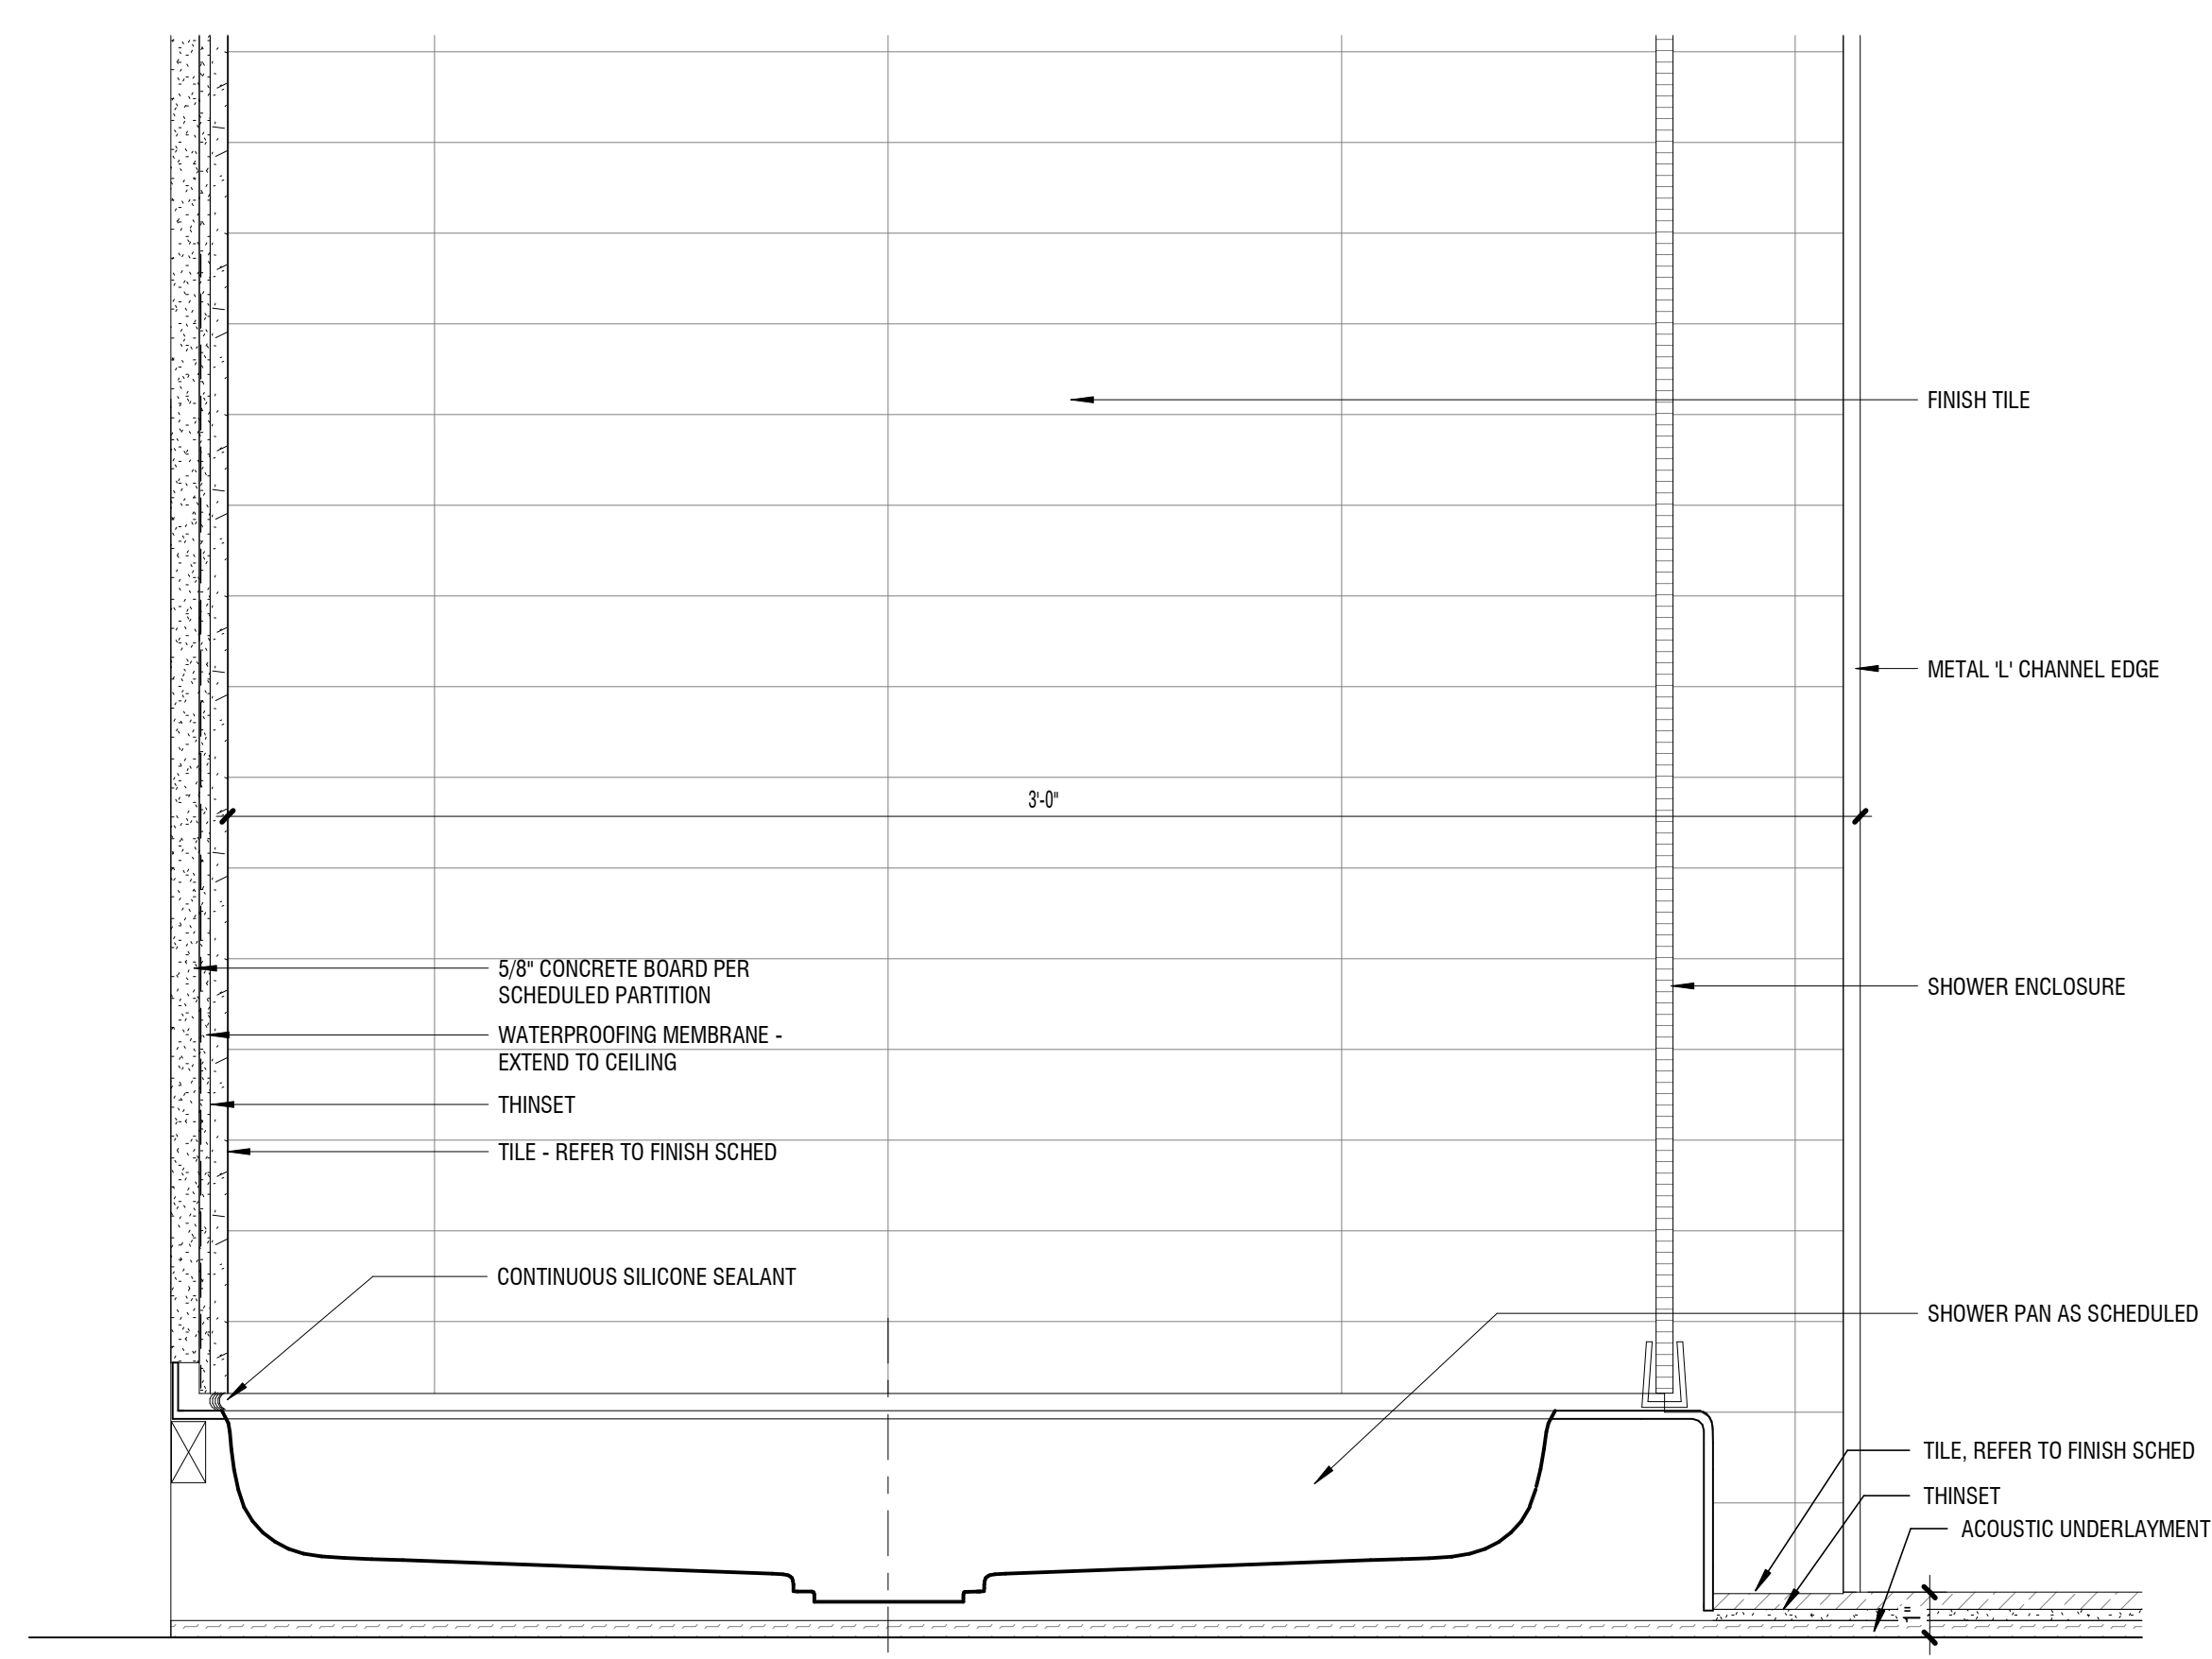 FINISH TILE
METAL 'L' CHANNEL EDGE
3'-0"
5/8" CONCRETE BOARD PER
SCHEDULED PARTITION
SHOWER ENCLOSURE
WATERPROOFING MEMBRANE -
EXTEND TO CEILING
THINSET
TILE - REFER TO FINISH SCHED
CONTINUOUS SILICONE SEALANT
SHOWER PAN AS SCHEDULED
TILE, REFER TO FINISH SCHED
THINSET
ACOUSTIC UNDERLAYMENT